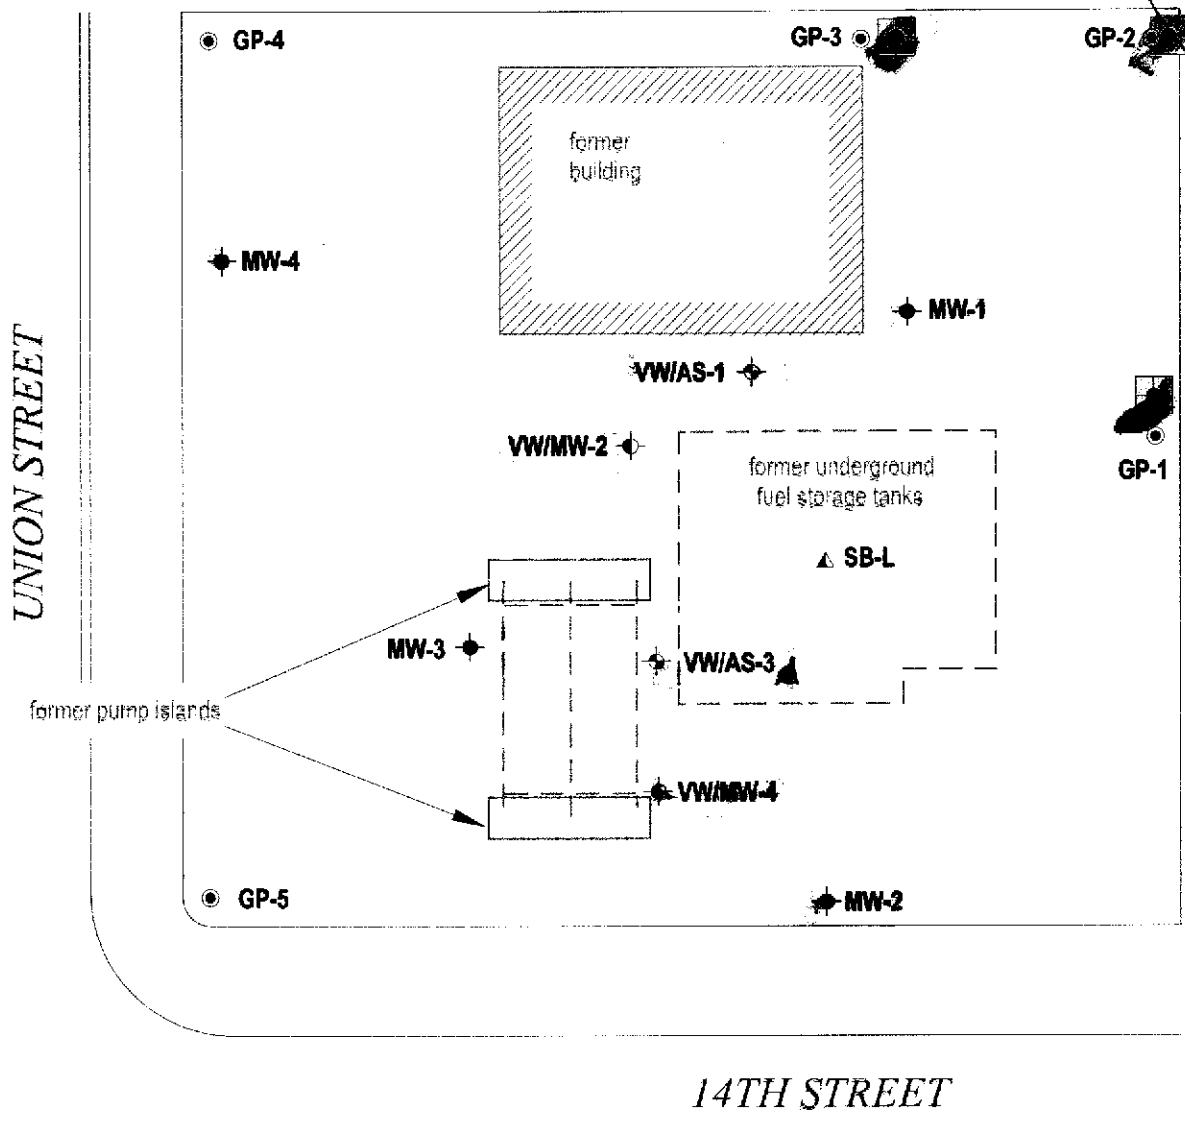 GP-4
GP-3
GP-2
former
building
MW-4
MW-1
VW/AS-1
VW/MW-2
former underground
fuel storage tanks
GP-1
SB-L
MW-3
VW/AS-3
former pump islands
VW/MW-4
GP-5
MW-2
UNION STREET
14TH STREET